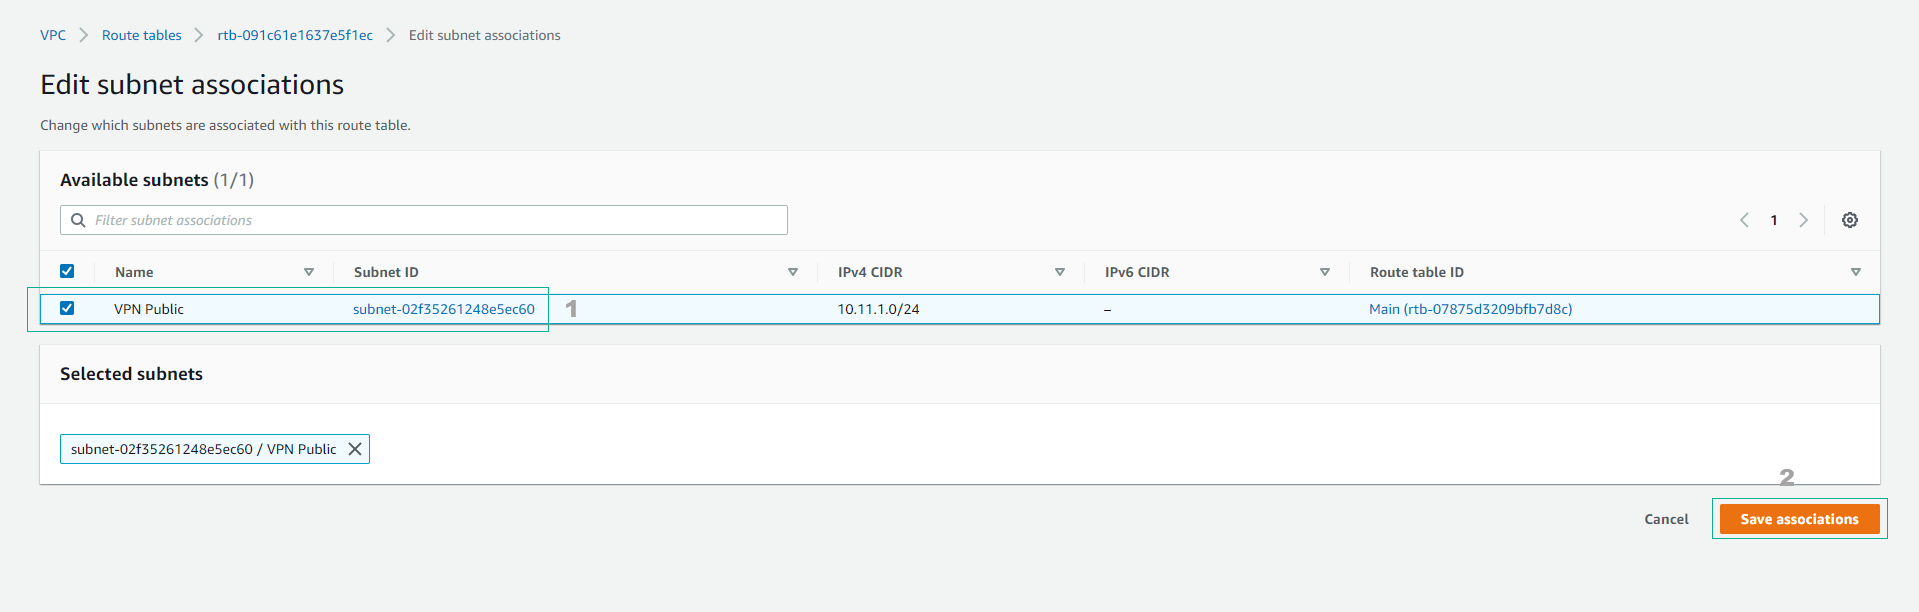 VPC > Route tables > rtb-091c61e1637e5f1ec > Edit subnet associations
Edit subnet associations
Change which subnets are associated with this route table.
Available subnets (1/1)
Filter subnet associations
1
Name Subnet ID IPv4 CIDR IPv6 CIDR Route table ID
VPN Public subnet-02f35261248e5ec60 1 10.11.1.0/24 – Main (rtb-07875d3209bfb7d8c)
Selected subnets
subnet-02f35261248e5ec60 / VPN Public
2
Cancel Save associations